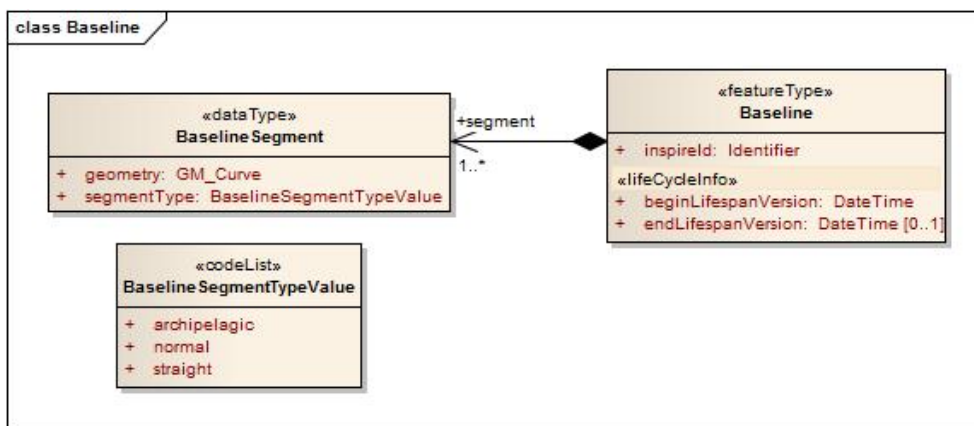 class Baseline
«dataType»
BaselineSegment
+ geometry: GM_Curve
+ segmentType: BaselineSegmentTypeValue
+segment
1..*
«featureType»
Baseline
+ inspireId: Identifier
«lifeCycleInfo»
+ beginLifespanVersion: DateTime
+ endLifespanVersion: DateTime [0..1]
«codeList»
BaselineSegmentTypeValue
+ archipelagic
+ normal
+ straight